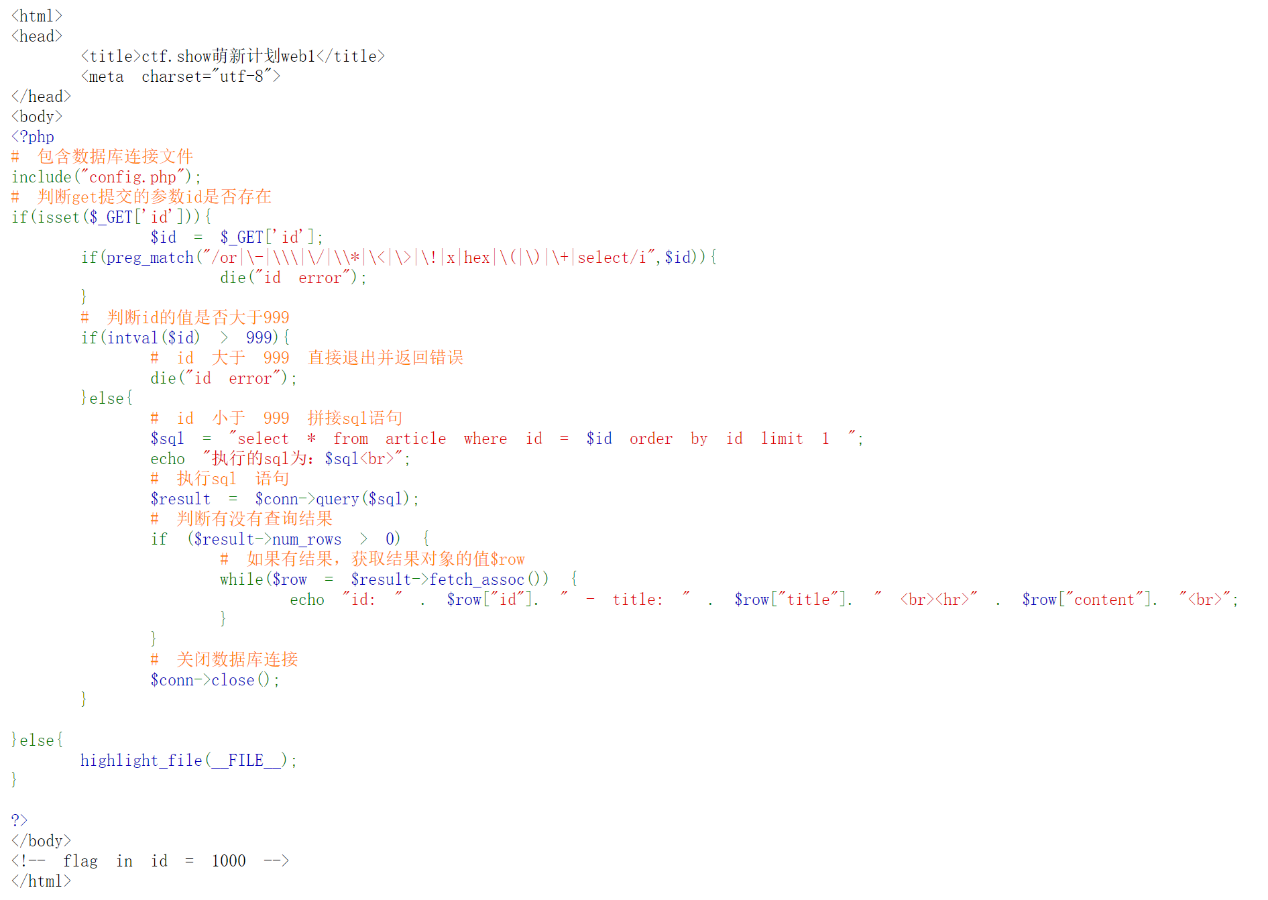 <html>
<head>
        <title>ctf.show萌新计划web1</title>
        <meta charset="utf-8">
</head>
<body>
<?php
# 包含数据库连接文件
include("config.php");
# 判断get提交的参数id是否存在
if(isset($_GET['id'])){
                $id = $_GET['id'];
        if(preg_match("/or|\-|\\\|\/|\\*|\<|\>|\!|x|hex|\(|\)|\+|select/i",$id)){
                        die("id error");
        }
        # 判断id的值是否大于999
        if(intval($id) > 999){
                # id 大于 999 直接退出并返回错误
                die("id error");
        }else{
                # id 小于 999 拼接sql语句
                $sql = "select * from article where id = $id order by id limit 1 ";
                echo "执行的sql为：$sql<br>";
                # 执行sql 语句
                $result = $conn->query($sql);
                # 判断有没有查询结果
                if ($result->num_rows > 0) {
                        # 如果有结果，获取结果对象的值$row
                        while($row = $result->fetch_assoc()) {
                                echo "id: " . $row["id"]. " - title: " . $row["title"]. " <br><hr>" . $row["content"]. "<br>";
                        }
                }
                # 关闭数据库连接
                $conn->close();
        }

}else{
        highlight_file(__FILE__);
}

?>
</body>
<!-- flag in id = 1000 -->
</html>